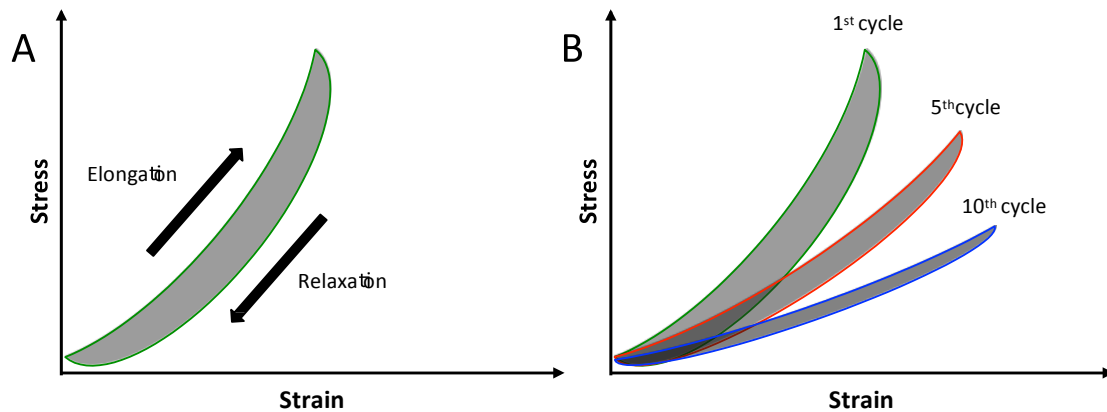 A
Stress
Elongation
Relaxation
Strain
B
Stress
1st cycle
5th cycle
10th cycle
Strain